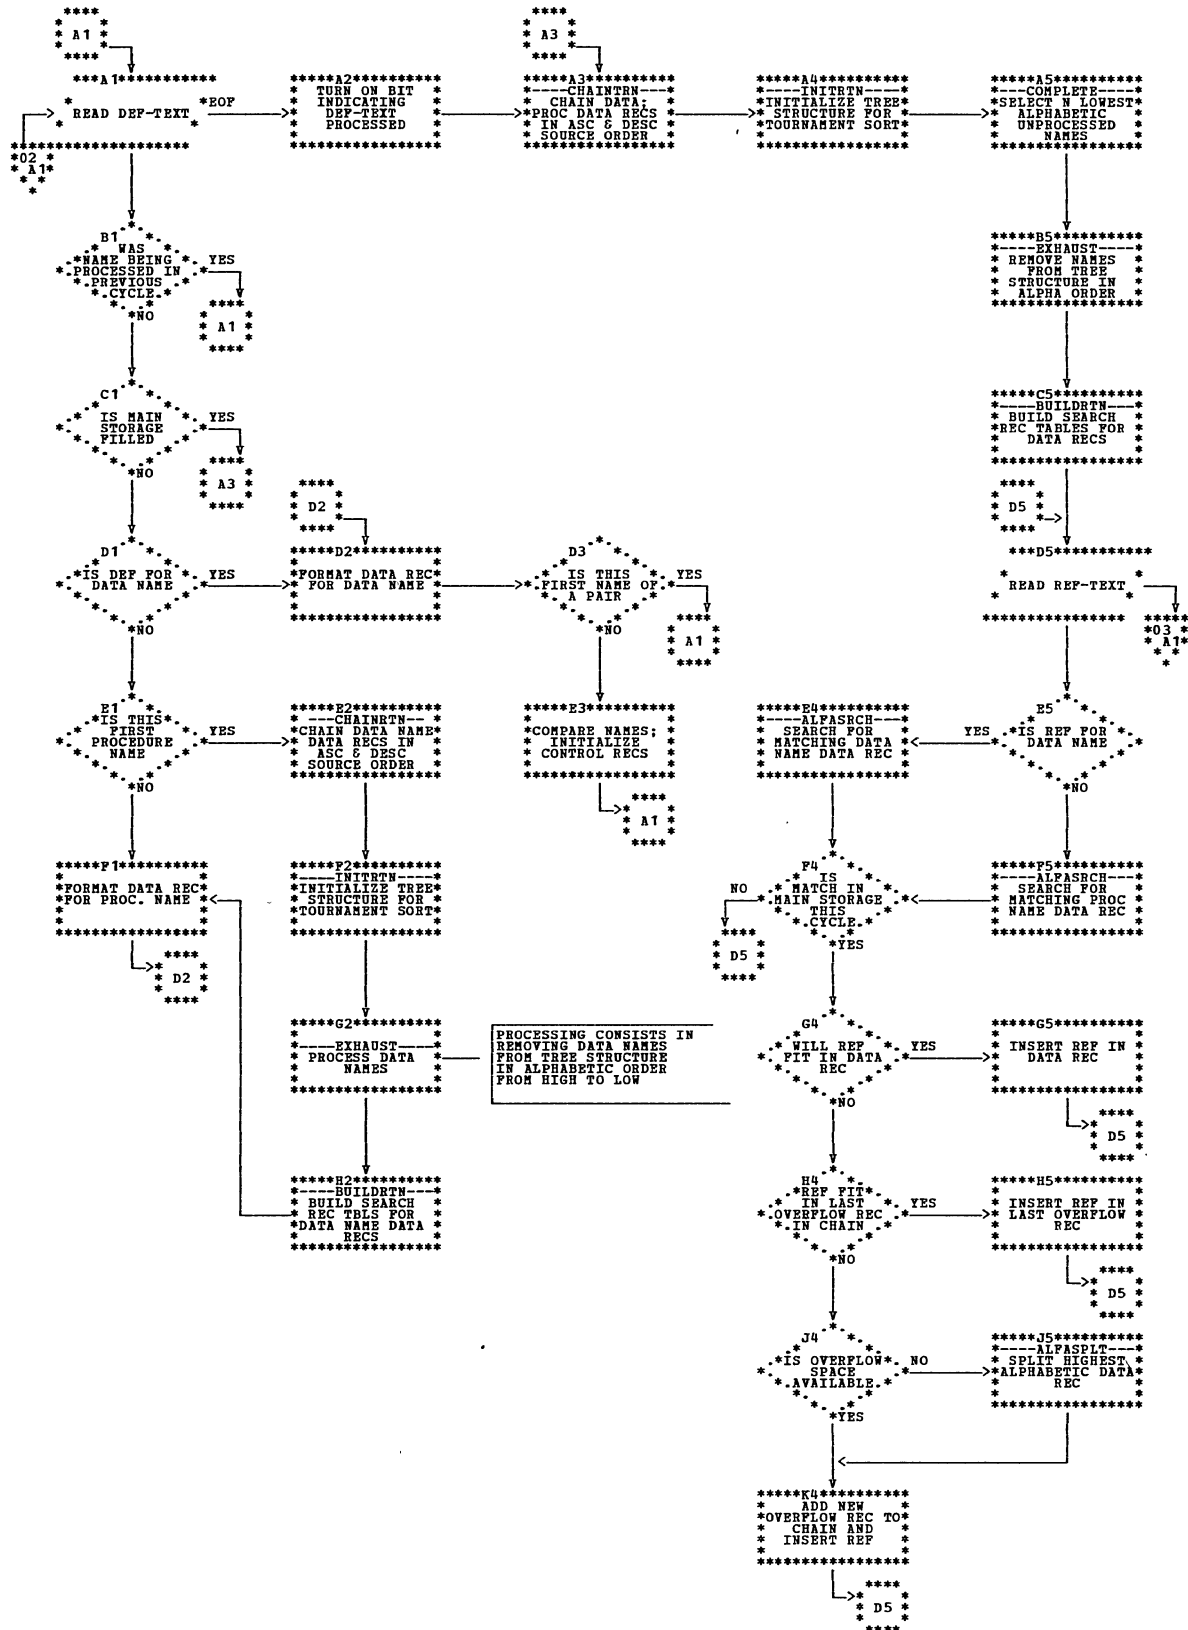 A1
A3
A1
READ DEF-TEXT
EOF
02
A1
A2
TURN ON BIT
INDICATING
DEF-TEXT
PROCESSED
A3
----CHAINTRN----
CHAIN DATA;
PROC DATA RECS
IN ASC & DESC
SOURCE ORDER
A4
----INITRTN----
INITIALIZE TREE
STRUCTURE FOR
TOURNAMENT SORT
A5
----COMPLETE----
SELECT N LOWEST
ALPHABETIC
UNPROCESSED
NAMES
B1
WAS
NAME BEING
PROCESSED IN
PREVIOUS
CYCLE
YES
NO
A1
B5
----EXHAUST----
REMOVE NAMES
FROM TREE
STRUCTURE IN
ALPHA ORDER
C1
IS MAIN
STORAGE
FILLED
YES
NO
A3
C5
----BUILDRTN----
BUILD SEARCH
REC TABLES FOR
DATA RECS
D2
D5
D1
IS DEF FOR
DATA NAME
YES
NO
D2
FORMAT DATA REC
FOR DATA NAME
D3
IS THIS
FIRST NAME OF
A PAIR
YES
NO
A1
D5
READ REF-TEXT
03
A1
E1
IS THIS
FIRST
PROCEDURE
NAME
YES
NO
E2
---CHAINRTN--
CHAIN DATA NAME
DATA RECS IN
ASC & DESC
SOURCE ORDER
E3
COMPARE NAMES;
INITIALIZE
CONTROL RECS
A1
E4
----ALFASRCH----
SEARCH FOR
MATCHING DATA
NAME DATA REC
E5
IS REF FOR
DATA NAME
YES
NO
F1
FORMAT DATA REC
FOR PROC. NAME
D2
F2
----INITRTN----
INITIALIZE TREE
STRUCTURE FOR
TOURNAMENT SORT
F4
IS
MATCH IN
MAIN STORAGE
THIS
CYCLE
NO
YES
D5
F5
----ALFASRCH----
SEARCH FOR
MATCHING PROC
NAME DATA REC
G2
----EXHAUST----
PROCESS DATA
NAMES
PROCESSING CONSISTS IN
REMOVING DATA NAMES
FROM TREE STRUCTURE
IN ALPHABETIC ORDER
FROM HIGH TO LOW
G4
WILL REF
FIT IN DATA
REC
YES
NO
G5
INSERT REF IN
DATA REC
D5
H2
----BUILDRTN----
BUILD SEARCH
REC TBLS FOR
DATA NAME DATA
RECS
H4
REF FIT
IN LAST
OVERFLOW REC
IN CHAIN
YES
NO
H5
INSERT REF IN
LAST OVERFLOW
REC
D5
J4
IS OVERFLOW
SPACE
AVAILABLE
NO
YES
J5
----ALFASPLT----
SPLIT HIGHEST
ALPHABETIC DATA
REC
K4
ADD NEW
OVERFLOW REC TO
CHAIN AND
INSERT REF
D5